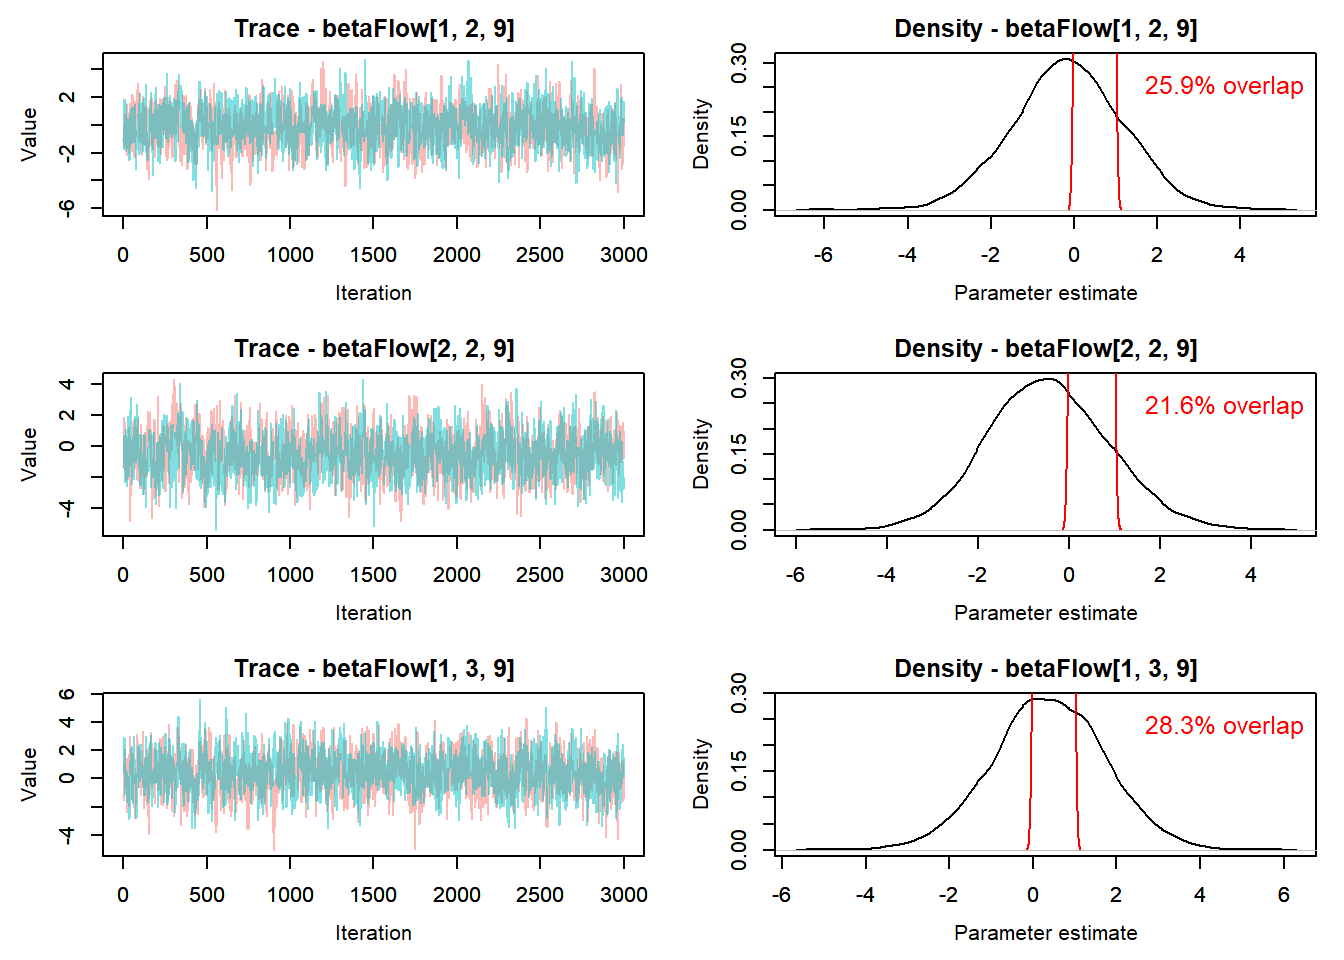 Trace - betaFlow[1, 2, 9]
Value
2
-2
-6
0 500 1000 1500 2000 2500 3000
Iteration
Density - betaFlow[1, 2, 9]
Density
0.30
0.15
0.00
25.9% overlap
-6 -4 -2 0 2 4
Parameter estimate
Trace - betaFlow[2, 2, 9]
Value
4
2
0
-4
0 500 1000 1500 2000 2500 3000
Iteration
Density - betaFlow[2, 2, 9]
Density
0.30
0.15
0.00
21.6% overlap
-6 -4 -2 0 2 4
Parameter estimate
Trace - betaFlow[1, 3, 9]
Value
6
4
2
0
-4
0 500 1000 1500 2000 2500 3000
Iteration
Density - betaFlow[1, 3, 9]
Density
0.30
0.15
0.00
28.3% overlap
-6 -4 -2 0 2 4 6
Parameter estimate